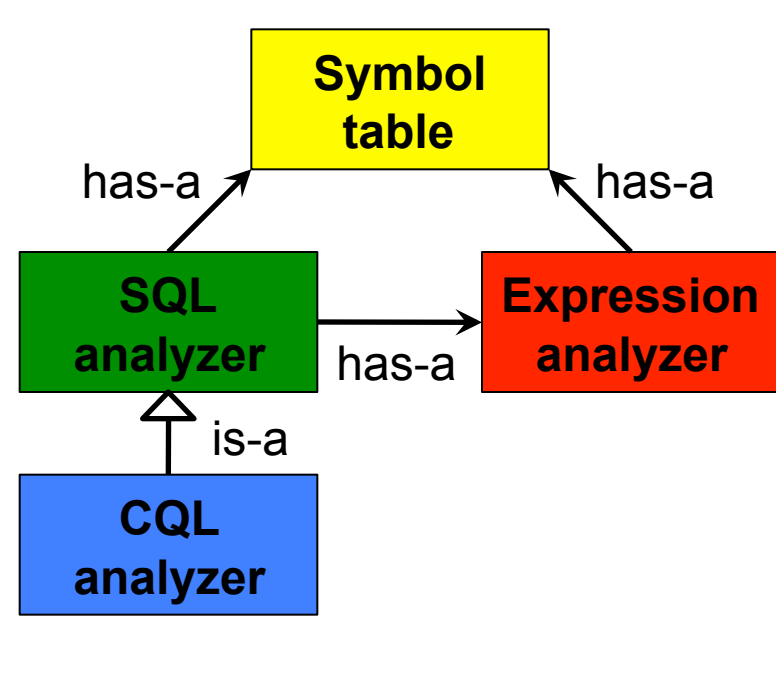 Symbol
table
has-a
has-a
SQL
analyzer
has-a
Expression
analyzer
is-a
CQL
analyzer